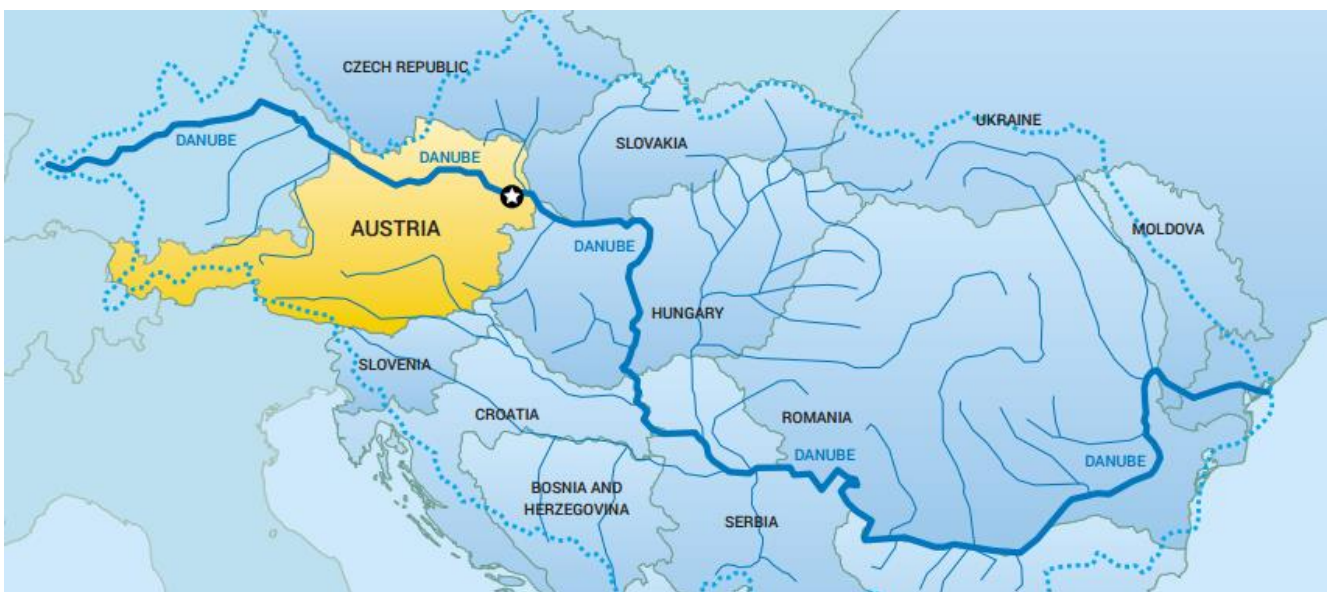 CZECH REPUBLIC
UKRAINE
DANUBE
SLOVAKIA
DANUBE
AUSTRIA
MOLDOVA
DANUBE
HUNGARY
SLOVENIA
CROATIA
ROMANIA
DANUBE
DANUBE
BOSNIA AND
HERZEGOVINA
SERBIA